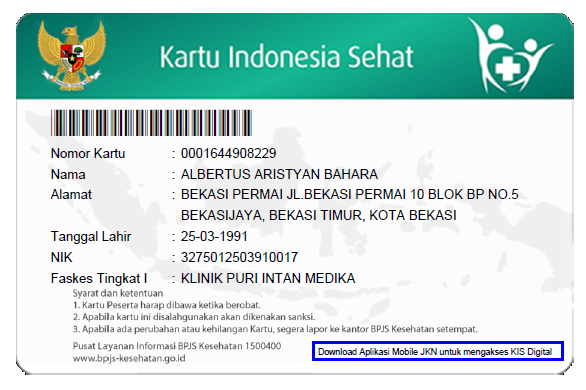 Kartu Indonesia Sehat
Nomor Kartu : 0001644908229
Nama : ALBERTUS ARISTYAN BAHARA
Alamat : BEKASI PERMAI JL.BEKASI PERMAI 10 BLOK BP NO.5
BEKASIJAYA, BEKASI TIMUR, KOTA BEKASI
Tanggal Lahir : 25-03-1991
NIK : 3275012503910017
Faskes Tingkat I : KLINIK PURI INTAN MEDIKA
Syarat dan ketentuan
1. Kartu Peserta harap dibawa ketika berobat.
2. Apabila kartu ini disalahgunakan akan dikenakan sanksi.
3. Apabila ada perubahan atau kehilangan Kartu, segera lapor ke kantor BPJS Kesehatan setempat.
Pusat Layanan Informasi BPJS Kesehatan 1500400
www.bpjs-kesehatan.go.id
Download Aplikasi Mobile JKN untuk mengakses KIS Digital